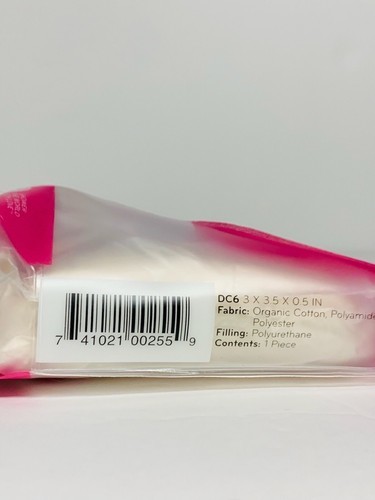 DC6 3 X 3.5 X 0.5 IN
Fabric: Organic Cotton, Polyamide
Polyester
Filling: Polyurethane
Contents: 1 Piece
7 41021 00255 9